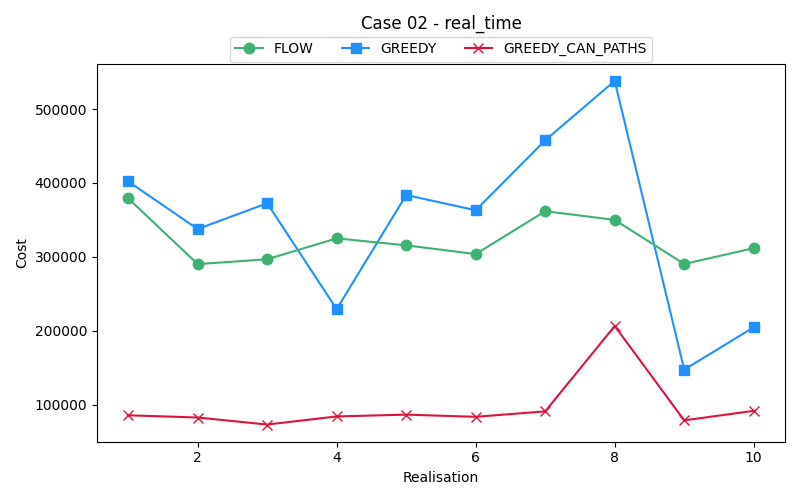 Case 02 - real_time
FLOW GREEDY GREEDY_CAN_PATHS
500000
400000
300000
200000
100000
Cost
2 4 6 8 10
Realisation